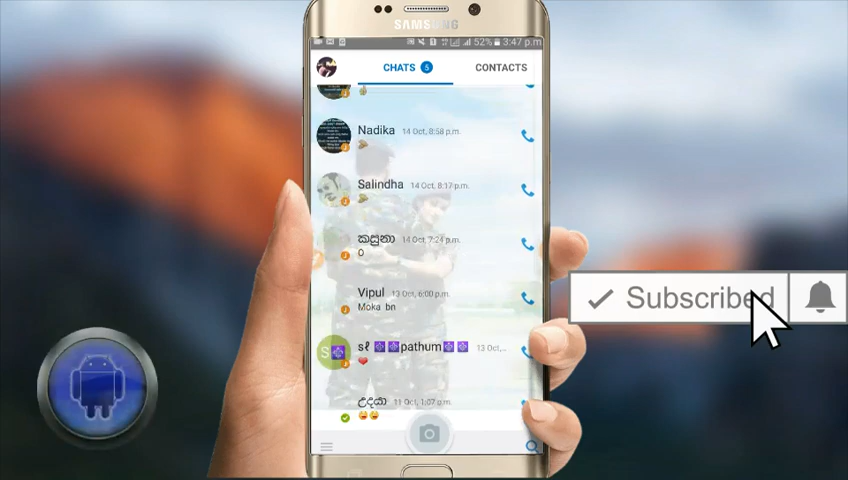 SAMSUNG
52% 3:47 p.m
CHATS 5 CONTACTS
Nadika 14 Oct, 8:58 p.m.
Salindha 14 Oct, 8:17 p.m.
කසුනා 14 Oct, 7:24 p.m.
O
Vipul 13 Oct, 6:00 p.m.
Moka bn
Subscribed
S
sℓ pathum 13 Oct,..
උදයා 11 Oct, 1:07 p.m.